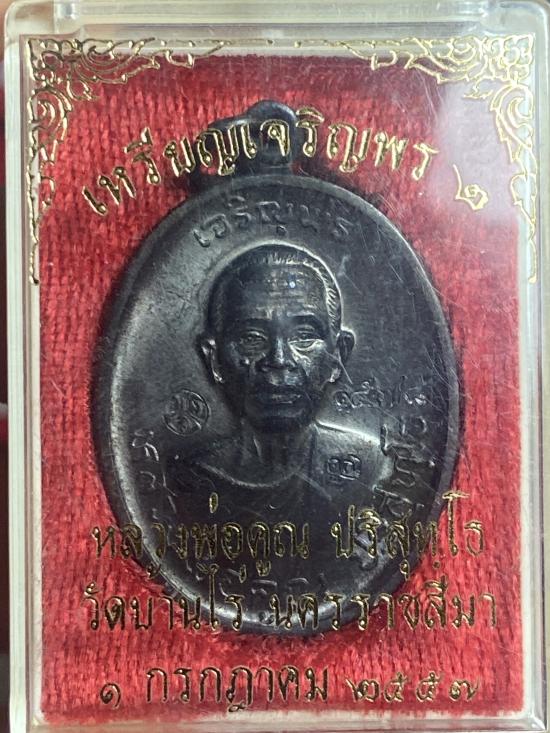 เหรียญเจริญพร ๒
เจริญพร
หลวงพ่อคูณ ปริสุทฺโธ
วัดบ้านไร่ นครราชสีมา
๑ กรกฎาคม ๒๕๕๗